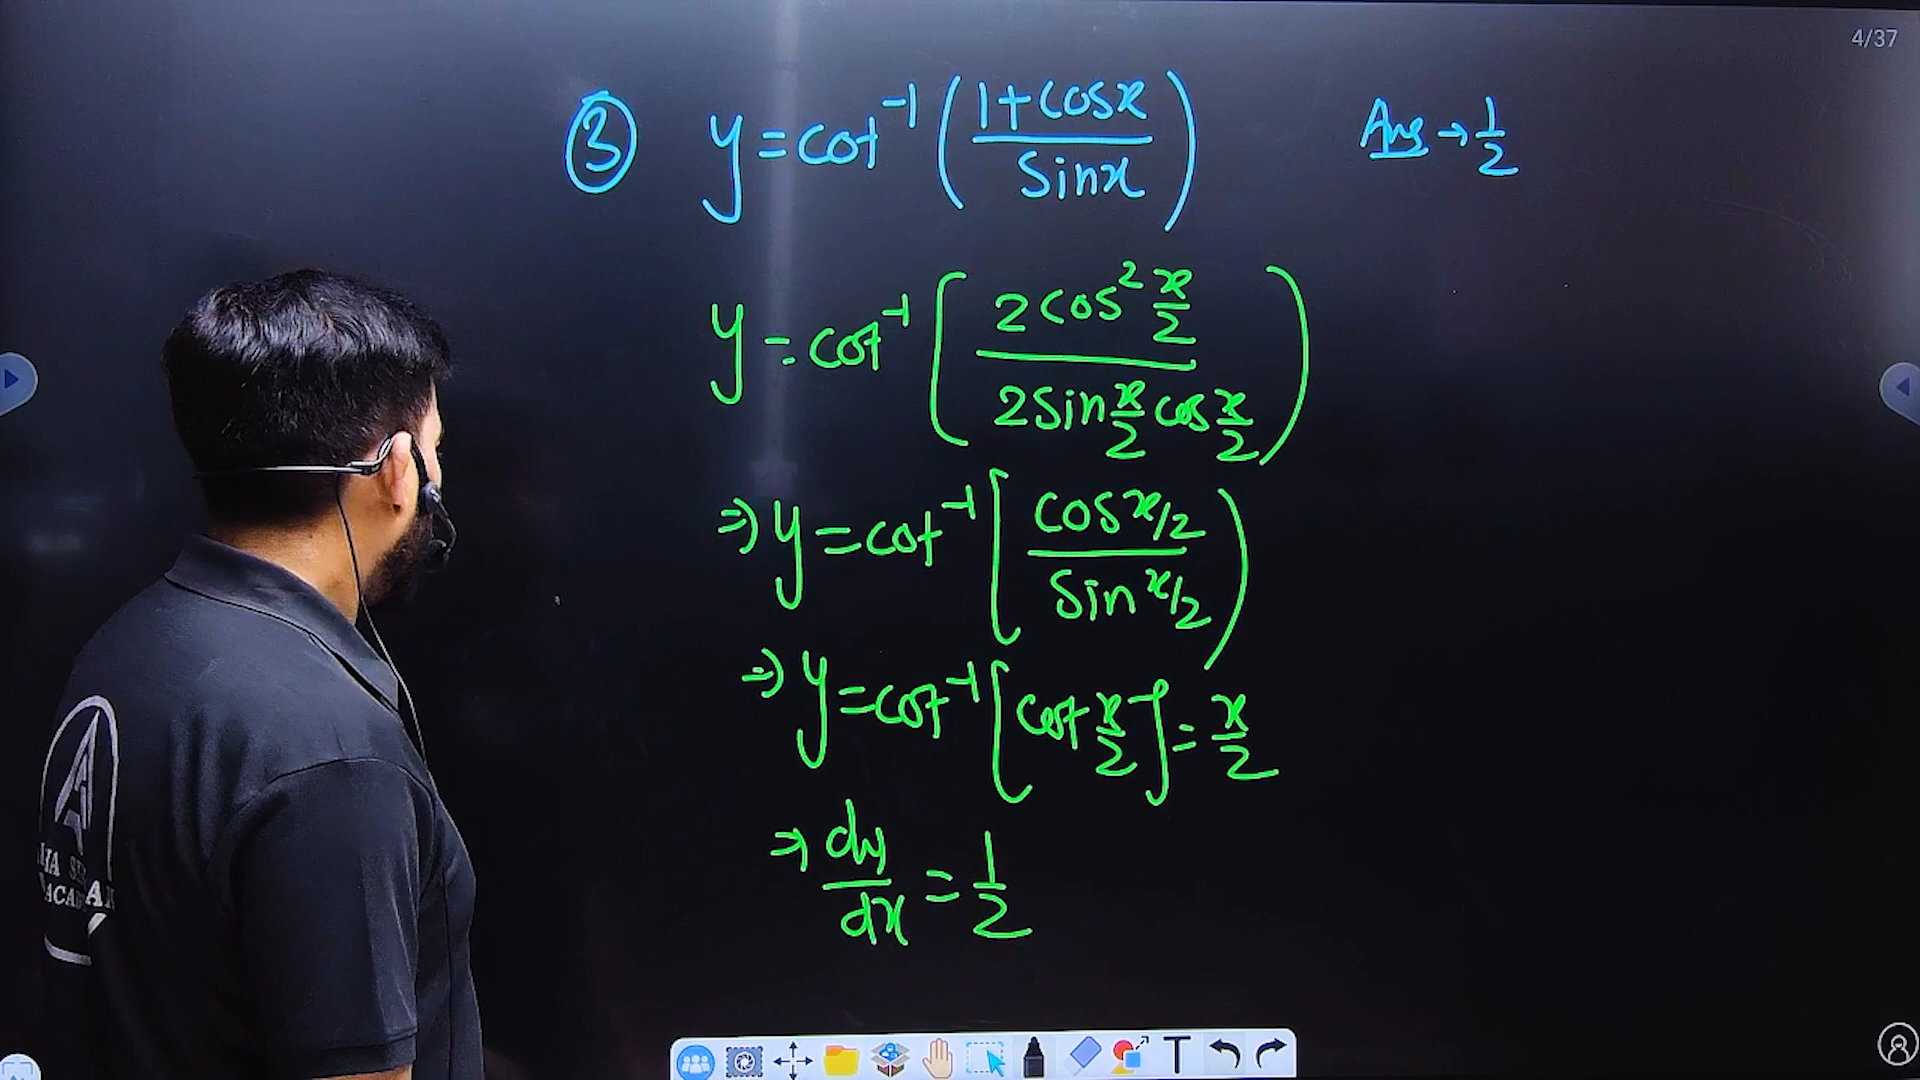 4/37
③ y = cot⁻¹ ( (1+cosx)/(sinx) ) Ans → 1/2
y = cot⁻¹ ( (2cos² x/2)/(2sin x/2 cos x/2) )
⇒ y = cot⁻¹ [ (cos x/2)/(sin x/2) )
⇒ y = cot⁻¹ [ cot x/2 ] = x/2
⇒ dy/dx = 1/2
T